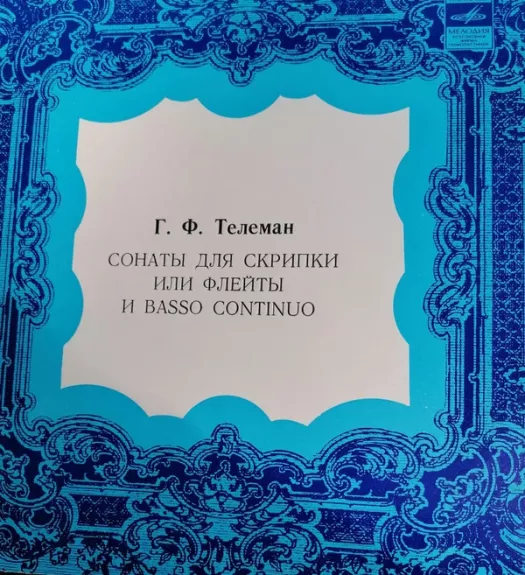 МЕЛОДИЯ
Г. Ф. Телеман
СОНАТЫ ДЛЯ СКРИПКИ
ИЛИ ФЛЕЙТЫ
И BASSO CONTINUO